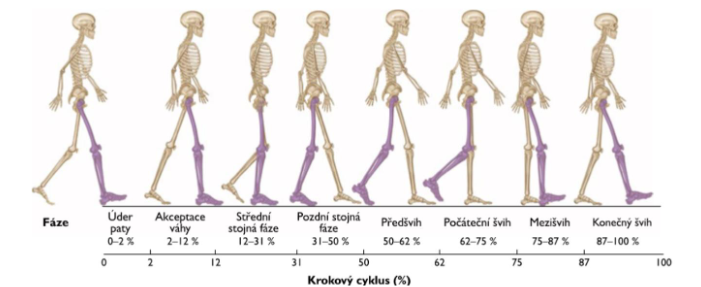 Fáze
Úder
paty
0–2 %
Akceptace
váhy
2–12 %
Střední
stojná fáze
12–31 %
Pozdní stojná
fáze
31–50 %
Předšvih
50–62 %
Počáteční švih
62–75 %
Mezišvih
75–87 %
Konečný švih
87–100 %
0 2 12 31 50 62 75 87 100
Krokový cyklus (%)